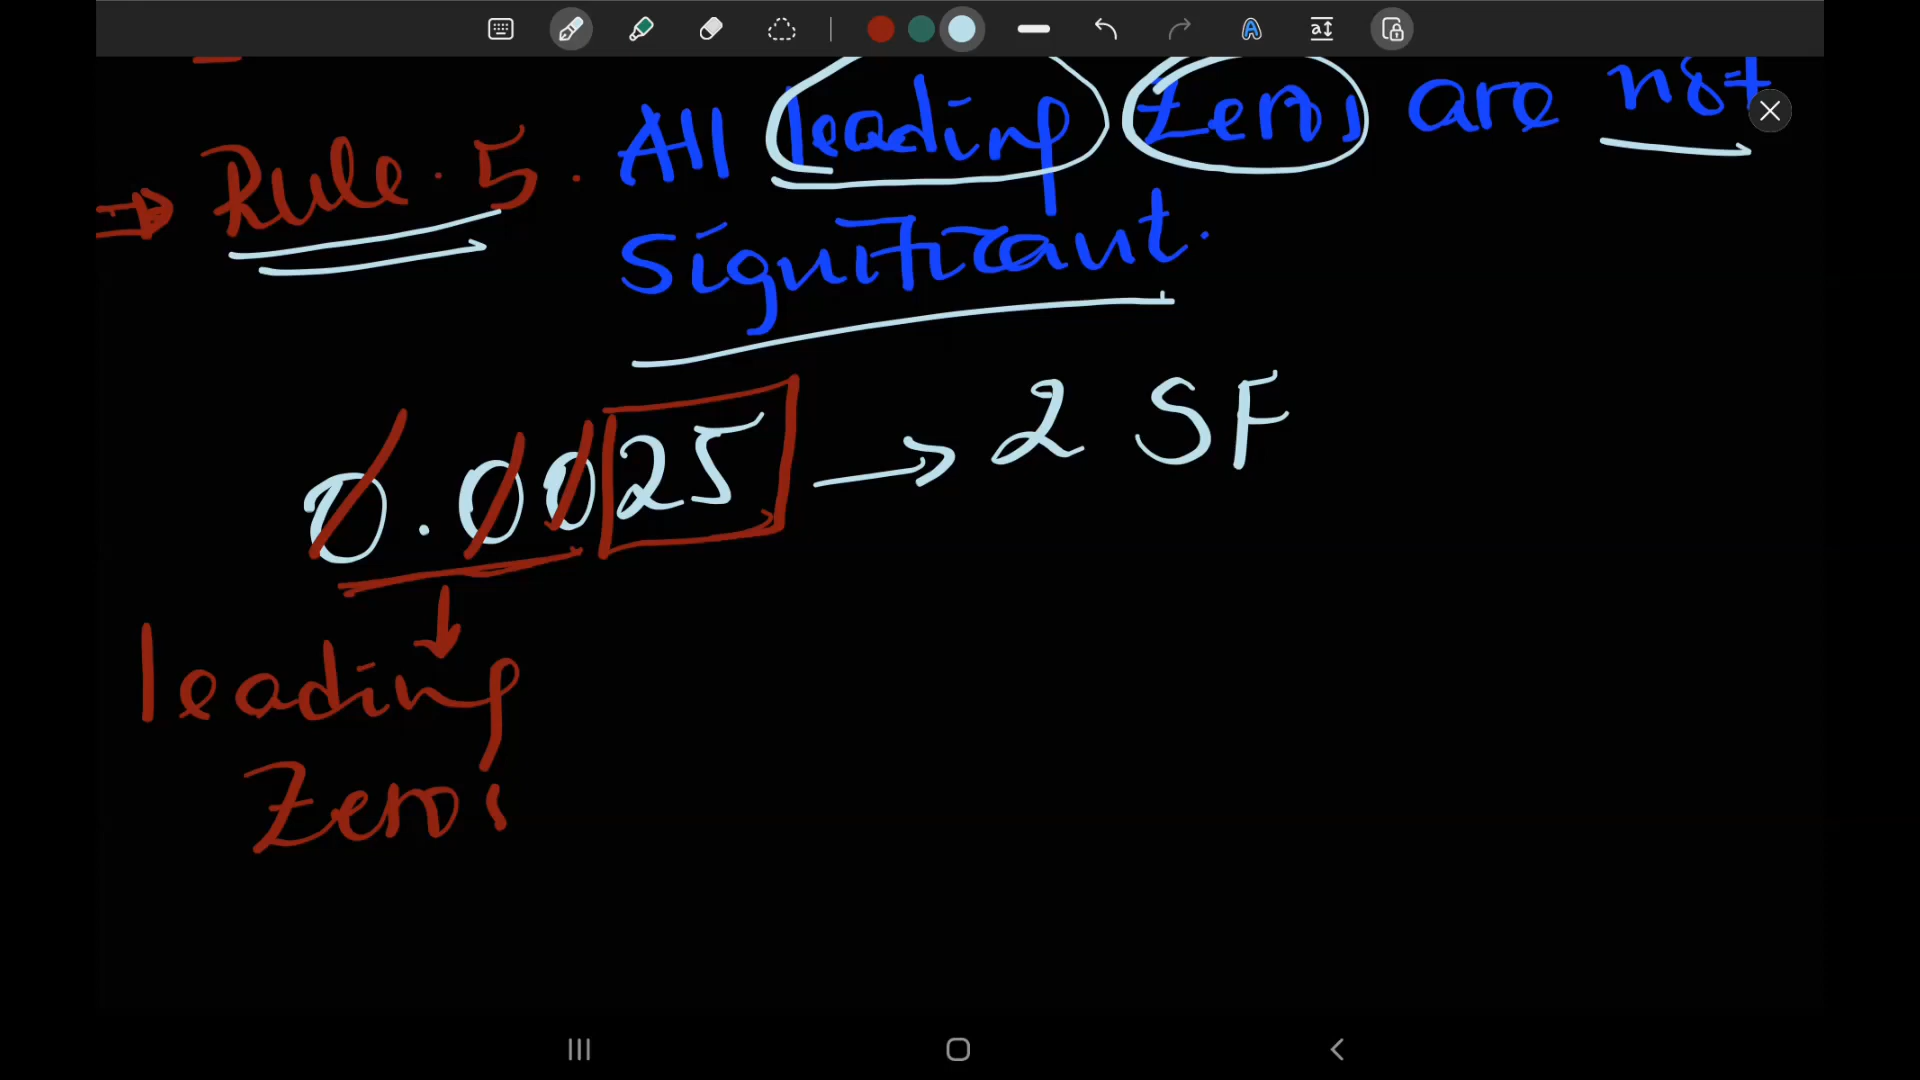 ⇒ Rule. 5. All leading Zeros are not
Significant.
0.0025 → 2 SF
leading
Zeros